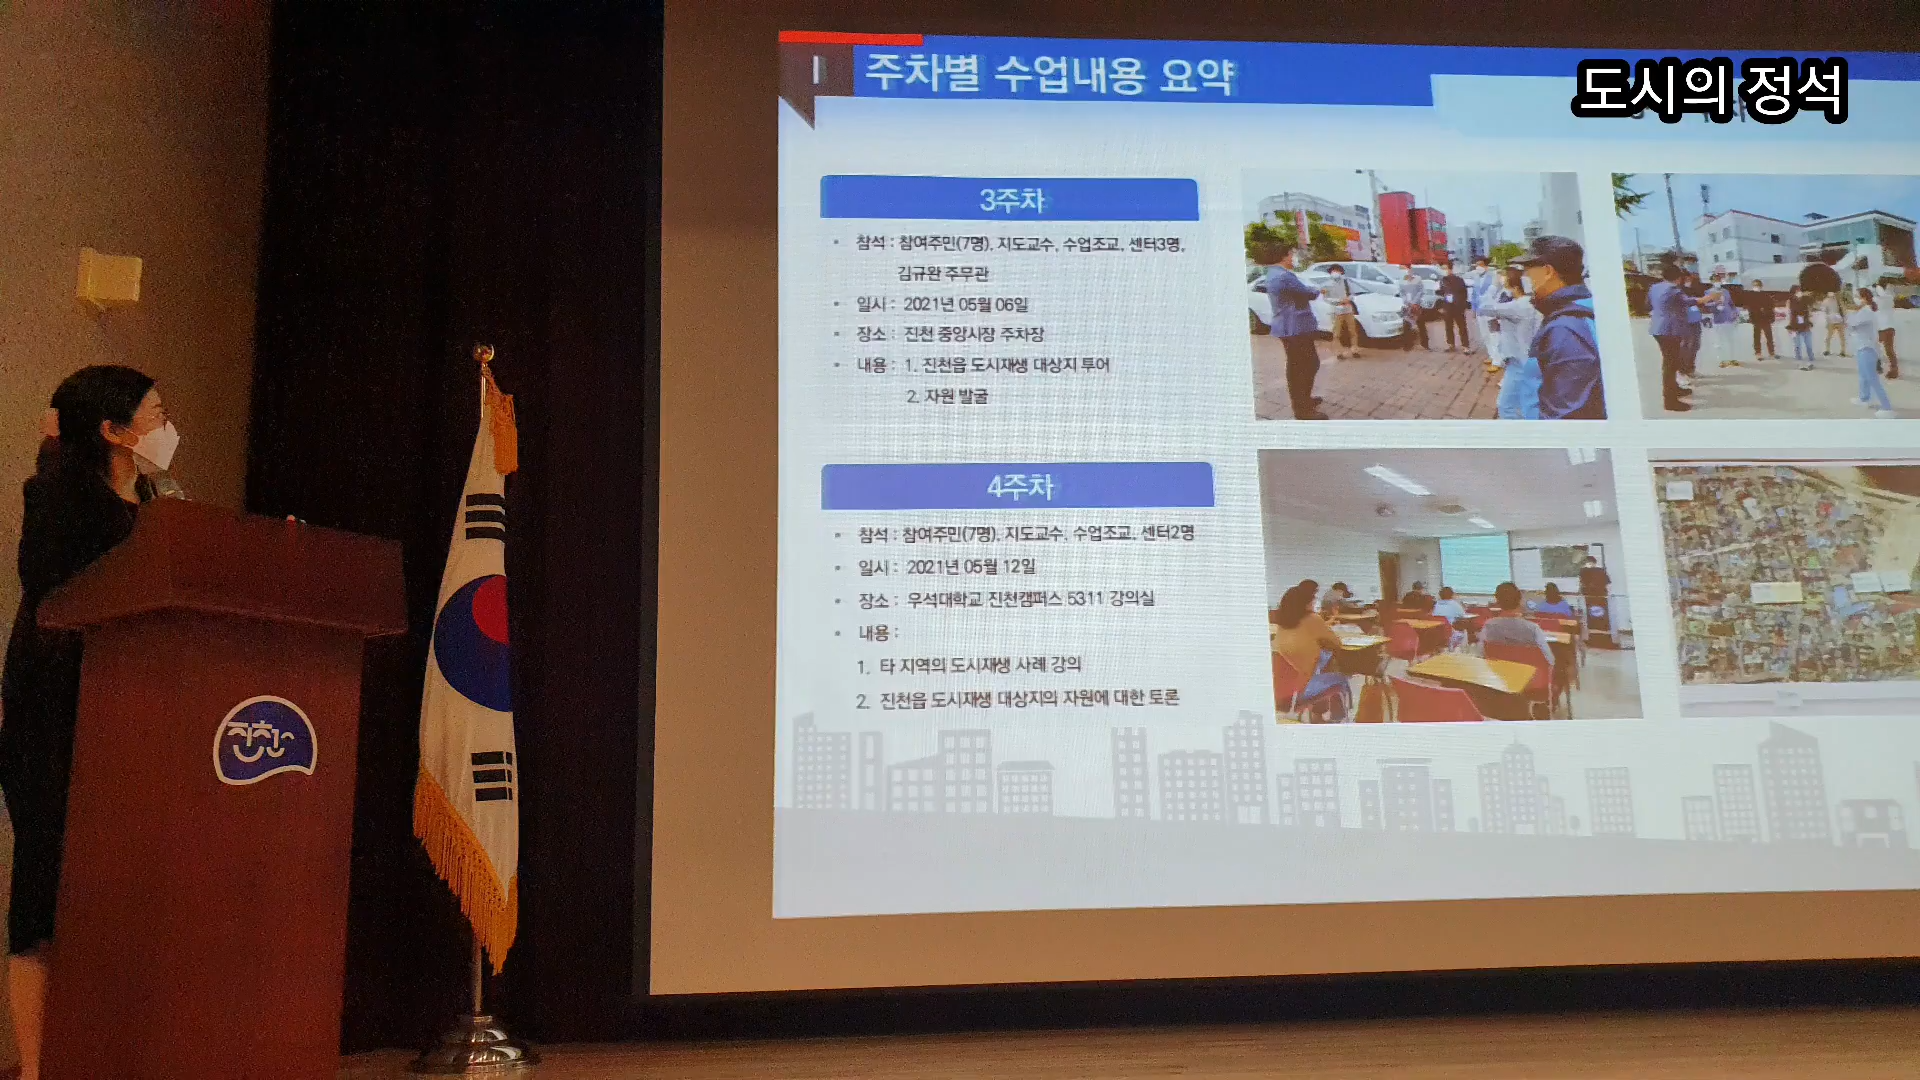 I 주차별 수업내용 요약
도시의 정석
3주차
• 참석 : 참여주민(7명), 지도교수, 수업조교, 센터3명,
김규완 주무관
• 일시 : 2021년 05월 06일
• 장소 : 진천 중앙시장 주차장
• 내용 : 1. 진천읍 도시재생 대상지 투어
2. 자원 발굴
4주차
• 참석 : 참여주민(7명), 지도교수, 수업조교, 센터2명
• 일시 : 2021년 05월 12일
• 장소 : 우석대학교 진천캠퍼스 5311 강의실
• 내용 :
1. 타 지역의 도시재생 사례 강의
2. 진천읍 도시재생 대상지의 자원에 대한 토론
진천